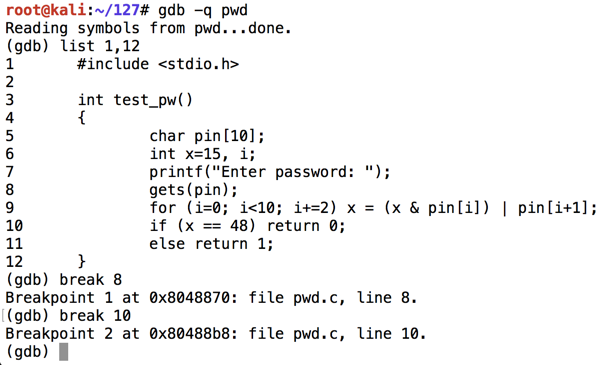 root@kali:~/127# gdb -q pwd
Reading symbols from pwd...done.
(gdb) list 1,12
1       #include <stdio.h>
2
3       int test_pw()
4       {
5               char pin[10];
6               int x=15, i;
7               printf("Enter password: ");
8               gets(pin);
9               for (i=0; i<10; i+=2) x = (x & pin[i]) | pin[i+1];
10              if (x == 48) return 0;
11              else return 1;
12      }
(gdb) break 8
Breakpoint 1 at 0x8048870: file pwd.c, line 8.
(gdb) break 10
Breakpoint 2 at 0x80488b8: file pwd.c, line 10.
(gdb)